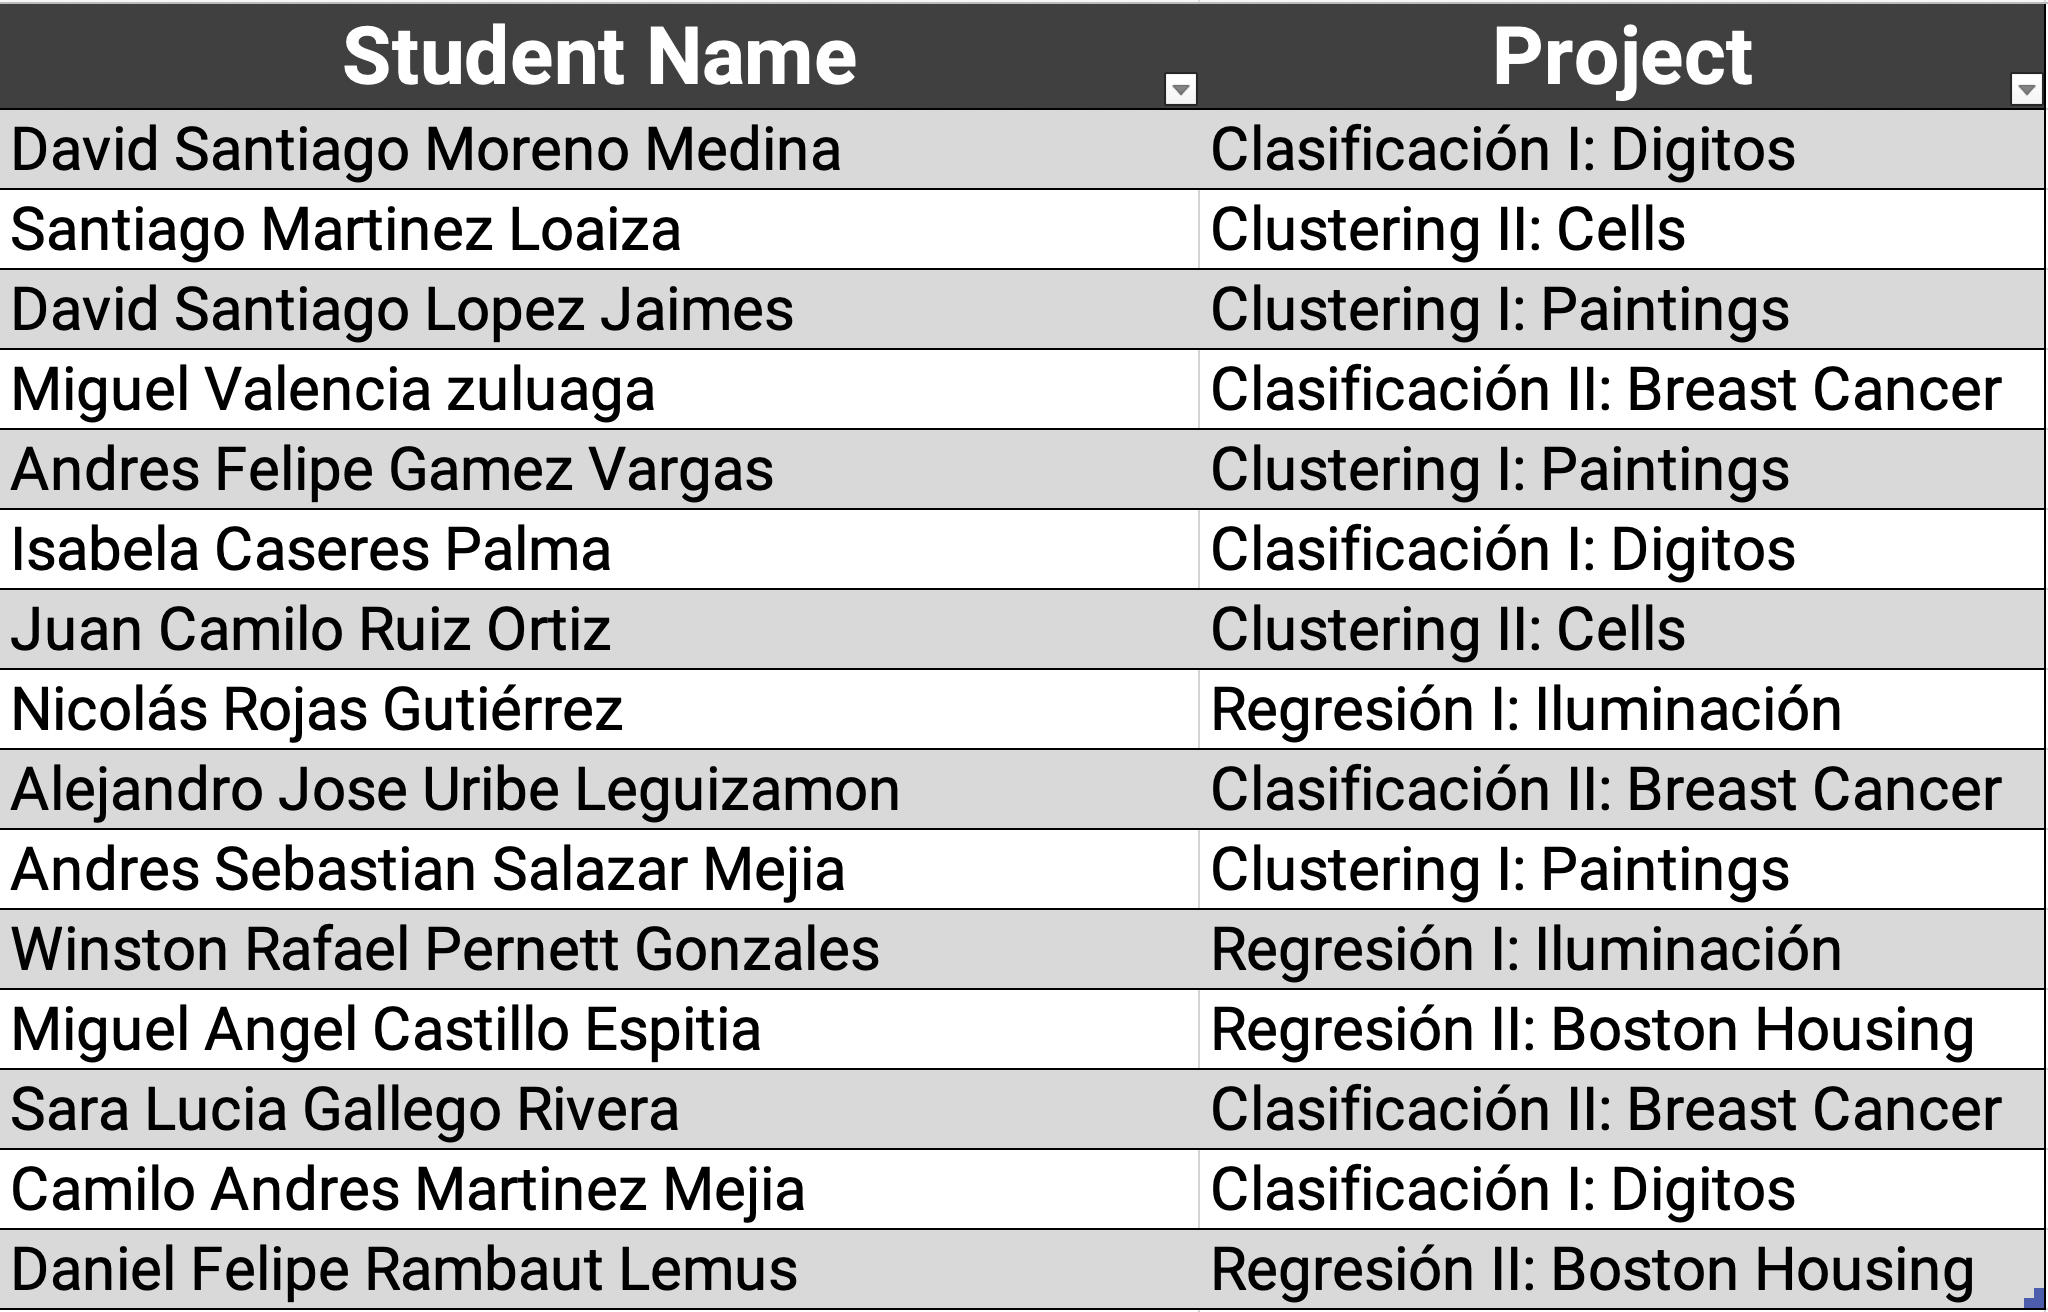 Student Name Project
David Santiago Moreno Medina Clasificación I: Digitos
Santiago Martinez Loaiza Clustering II: Cells
David Santiago Lopez Jaimes Clustering I: Paintings
Miguel Valencia zuluaga Clasificación II: Breast Cancer
Andres Felipe Gamez Vargas Clustering I: Paintings
Isabela Caseres Palma Clasificación I: Digitos
Juan Camilo Ruiz Ortiz Clustering II: Cells
Nicolás Rojas Gutiérrez Regresión I: Iluminación
Alejandro Jose Uribe Leguizamon Clasificación II: Breast Cancer
Andres Sebastian Salazar Mejia Clustering I: Paintings
Winston Rafael Pernett Gonzales Regresión I: Iluminación
Miguel Angel Castillo Espitia Regresión II: Boston Housing
Sara Lucia Gallego Rivera Clasificación II: Breast Cancer
Camilo Andres Martinez Mejia Clasificación I: Digitos
Daniel Felipe Rambaut Lemus Regresión II: Boston Housing